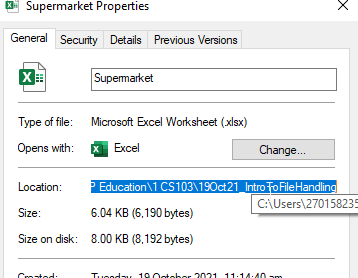 Supermarket Properties
General Security Details Previous Versions
Supermarket
Type of file: Microsoft Excel Worksheet (.xlsx)
Opens with: Excel Change...
Location: P Education\1 CS103\19Oct21_IntroToFileHandling
C:\Users\270158235
Size: 6.04 KB (6,190 bytes)
Size on disk: 8.00 KB (8,192 bytes)
Created: Tuesday, 19 October 2021, 11:14:40 am